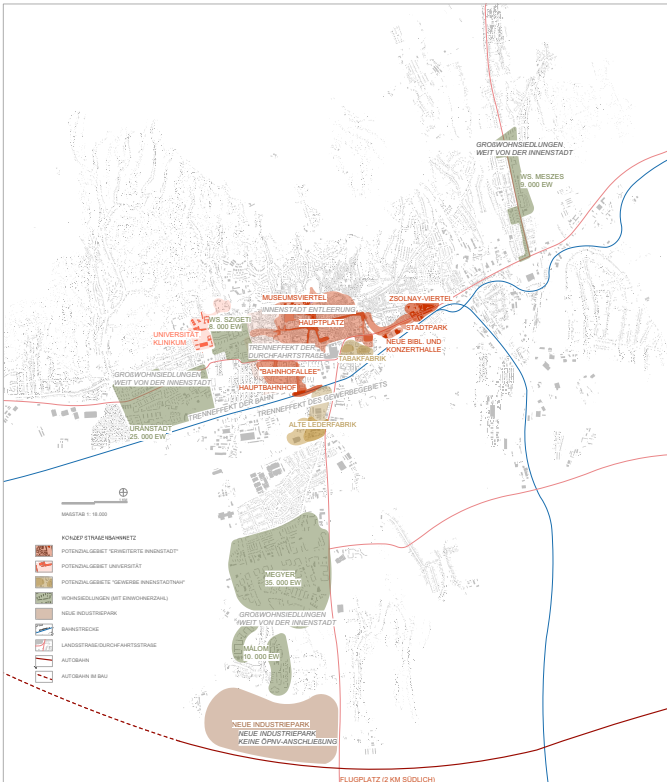 GROßWOHNSIEDLUNGEN
WEIT VON DER INNENSTADT
WS. MESZES
9. 000 EW
MUSEUMSVIERTEL
ZSOLNAY-VIERTEL
INNENSTADT ENTLEERUNG
WS. SZIGETI
8. 000 EW
HAUPTPLATZ
STADTPARK
UNIVERSITÄT
KLINIKUM
NEUE BIBL. UND
KONZERTHALLE
TRENNEFFEKT DER
DURCHFAHRTSTRAßE
TABAKFABRIK
GROßWOHNSIEDLUNGEN
WEIT VON DER INNENSTADT
"BAHNHOFALLEE"
HAUPTBAHNHOF
TRENNEFFEKT DER BAHN
TRENNEFFEKT DES GEWERBEGEBIETS
URANSTADT
25. 000 EW
ALTE LEDERFABRIK
MASSTAB 1: 16.000
KONZEPT STRAßENBAHNNETZ
POTENZIALGEBIET "ERWEITERTE INNENSTADT"
POTENZIALGEBIET UNIVERSITÄT
POTENZIALGEBIETE "GEWERBE INNENSTADTNAH"
WOHNSIEDLUNGEN (MIT EINWOHNERZAHL)
NEUE INDUSTRIEPARK
BAHNSTRECKE
LANDSSTRAßE/DURCHFAHRTSSTRAßE
AUTOBAHN
AUTOBAHN IM BAU
MEGYER
35. 000 EW
GROßWOHNSIEDLUNGEN
WEIT VON DER INNENSTADT
MALOM
10. 000 EW
NEUE INDUSTRIEPARK
NEUE INDUSTRIEPARK
KEINE ÖPNV-ANSCHLIEßUNG
FLUGPLATZ (2 KM SÜDLICH)